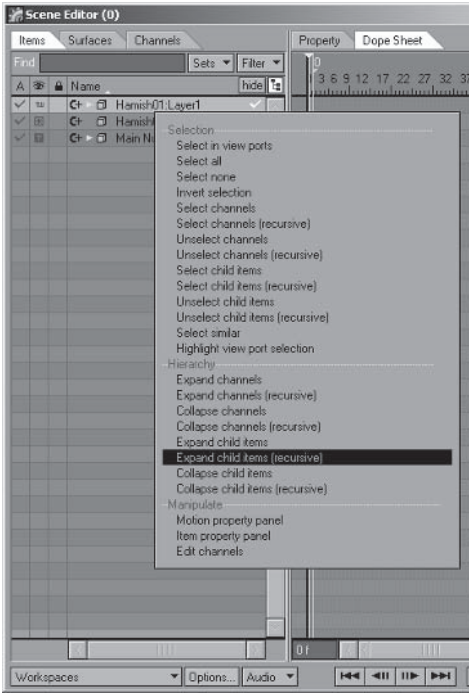 Scene Editor (0)
Items Surfaces Channels Property Dope Sheet
Find Sets Filter 0
A Name hide 3 6 9 12 17 22 27 32 37
C+ Hamish01:Layer1
C+ Hamish
C+ Main Nu
Selection
Select in view ports
Select all
Select none
Invert selection
Select channels
Select channels (recursive)
Unselect channels
Unselect channels (recursive)
Select child items
Select child items (recursive)
Unselect child items
Unselect child items (recursive)
Select similar
Highlight view port selection
Hierarchy
Expand channels
Expand channels (recursive)
Collapse channels
Collapse channels (recursive)
Expand child items
Expand child items (recursive)
Collapse child items
Collapse child items (recursive)
Manipulate
Motion property panel
Item property panel
Edit channels
0 f
Workspaces Options... Audio